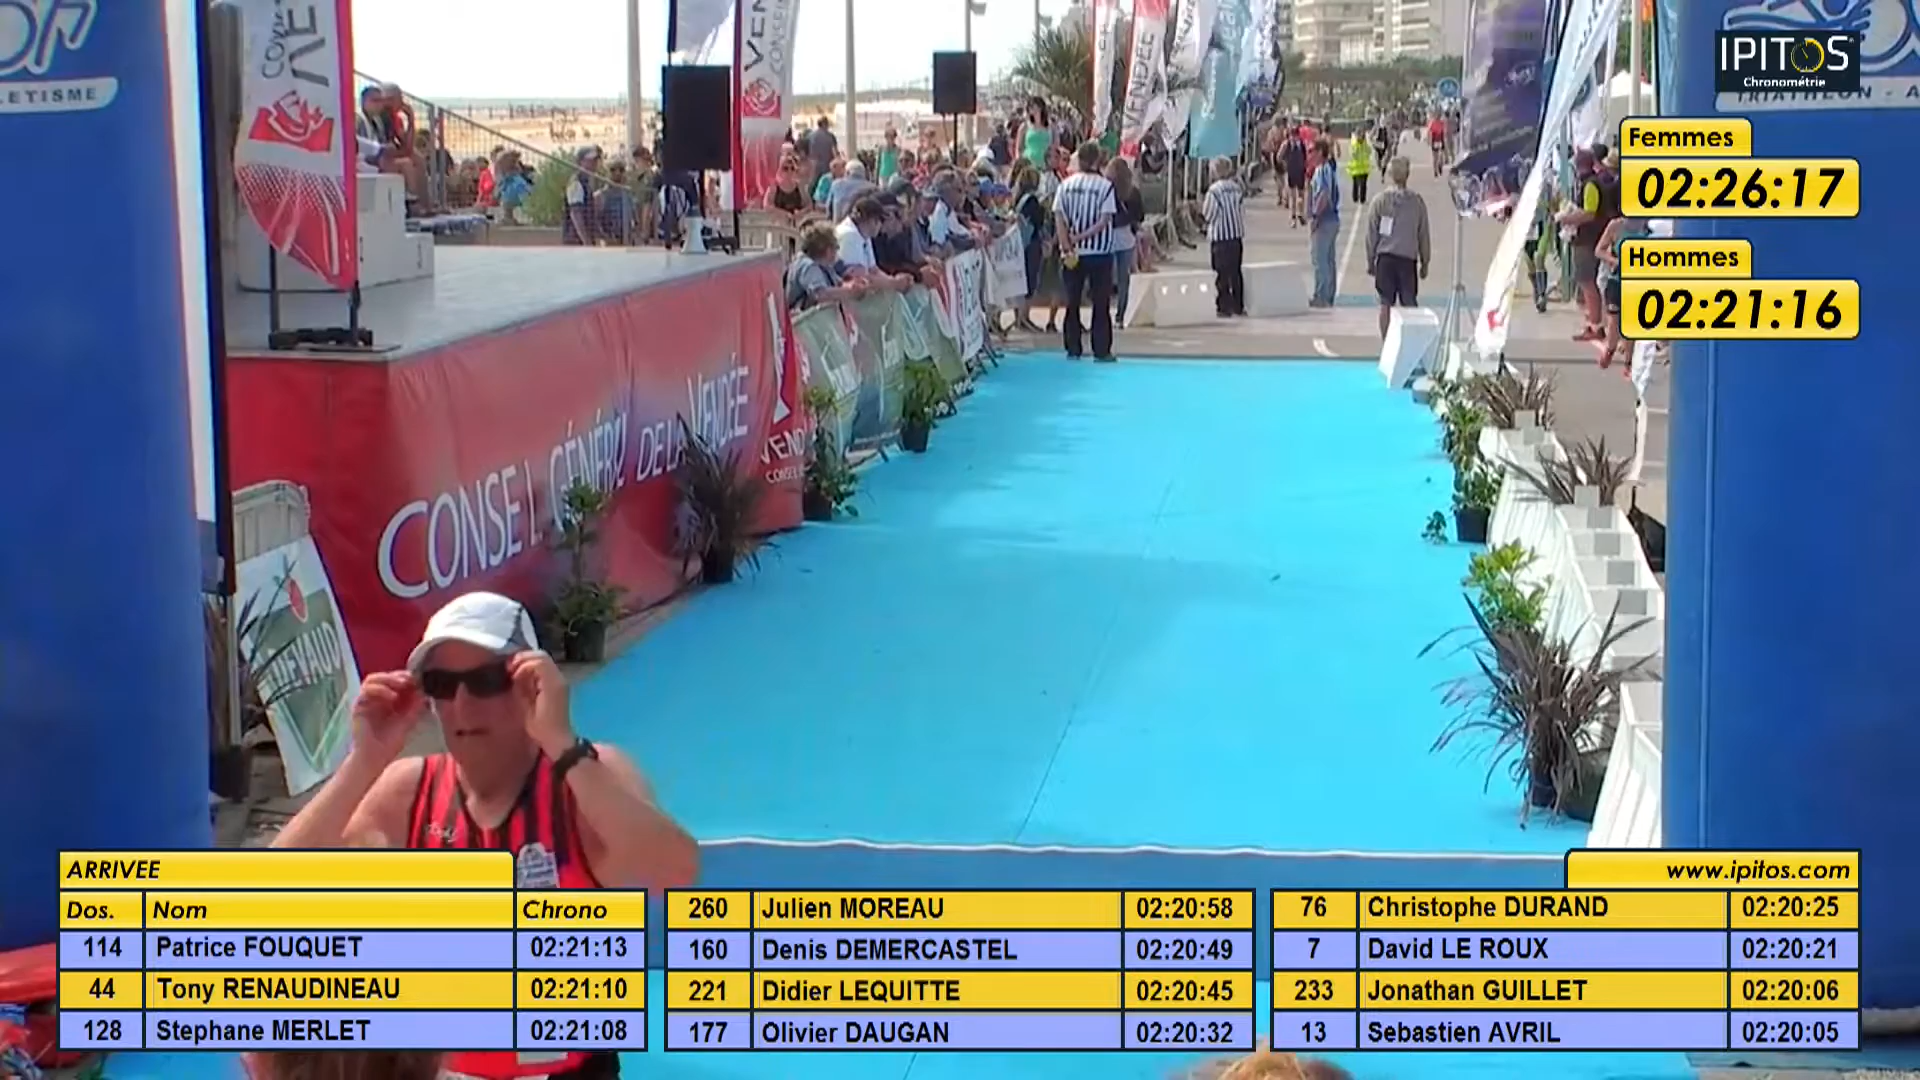 LETISME
VENDÉE
IPITOS
Chronométrie
TRIATHLON - A
Femmes
02:26:17
Hommes
02:21:16
CONSEIL GÉNÉRAL DE LA VENDÉE
ARRIVEE
www.ipitos.com
Dos. Nom Chrono
114 Patrice FOUQUET 02:21:13
44 Tony RENAUDINEAU 02:21:10
128 Stephane MERLET 02:21:08
260 Julien MOREAU 02:20:58
160 Denis DEMERCASTEL 02:20:49
221 Didier LEQUITTE 02:20:45
177 Olivier DAUGAN 02:20:32
76 Christophe DURAND 02:20:25
7 David LE ROUX 02:20:21
233 Jonathan GUILLET 02:20:06
13 Sebastien AVRIL 02:20:05